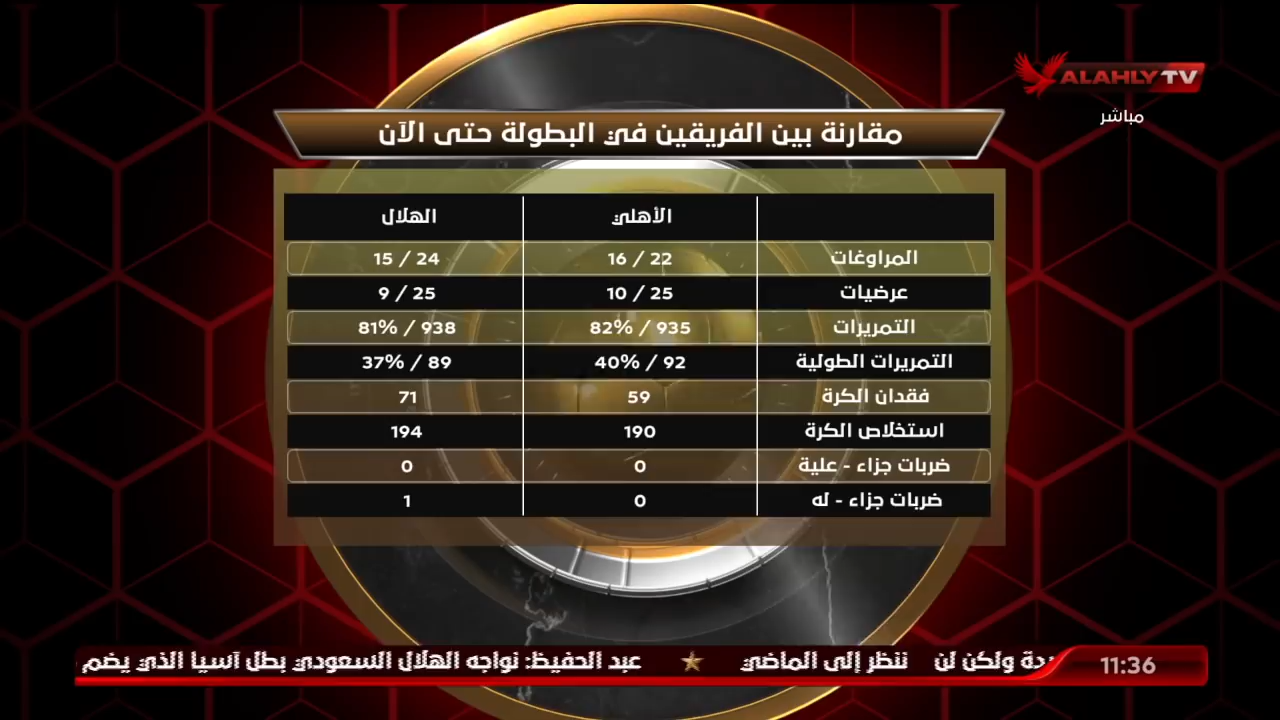 ALAHLY TV
مباشر
مقارنة بين الفريقين في البطولة حتى الآن
الأهلي الهلال
المراوغات 16 / 22 15 / 24
عرضيات 10 / 25 9 / 25
التمريرات 82% / 935 81% / 938
التمريرات الطولية 40% / 92 37% / 89
فقدان الكرة 59 71
استخلاص الكرة 190 194
ضربات جزاء - علية 0 0
ضربات جزاء - له 0 1
11:36 ولكن لن ننظر إلى الماضي عبد الحفيظ: نواجه الهلال السعودي بطل آسيا الذي يضم